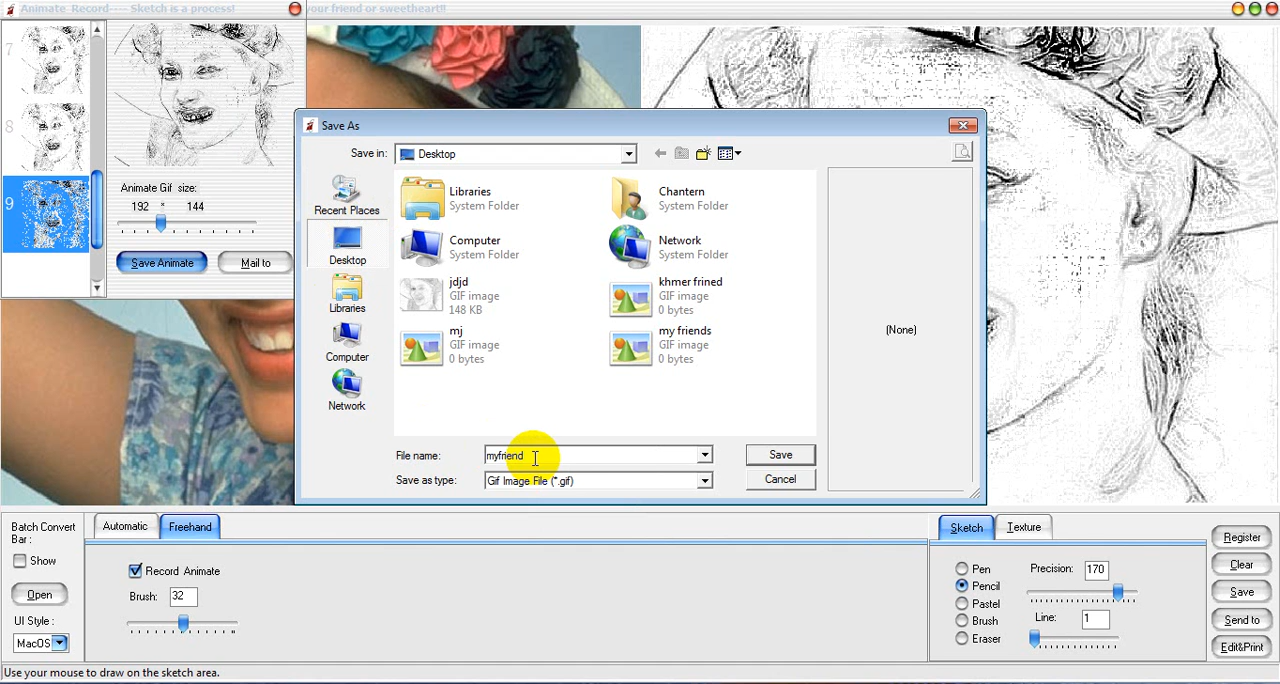 Animate Record---- Sketch is a process!
your friend or sweetheart!!
7
8
9
Animate Gif size:
192 * 144
Save Animate
Mail to
Save As
Save in:
Desktop
Recent Places
Desktop
Libraries
Computer
Network
Libraries
System Folder
Chantern
System Folder
Computer
System Folder
Network
System Folder
jdjd
GIF image
148 KB
khmer frined
GIF image
0 bytes
mj
GIF image
0 bytes
my friends
GIF image
0 bytes
(None)
File name:
myfriend
Save
Save as type:
Gif Image File (*.gif)
Cancel
Batch Convert
Bar :
Show
Open
UI Style :
MacOS
Automatic
Freehand
Record Animate
Brush:
32
Sketch
Texture
Pen
Pencil
Pastel
Brush
Eraser
Precision:
170
Line:
1
Register
Clear
Save
Send to
Edit&Print
Use your mouse to draw on the sketch area.